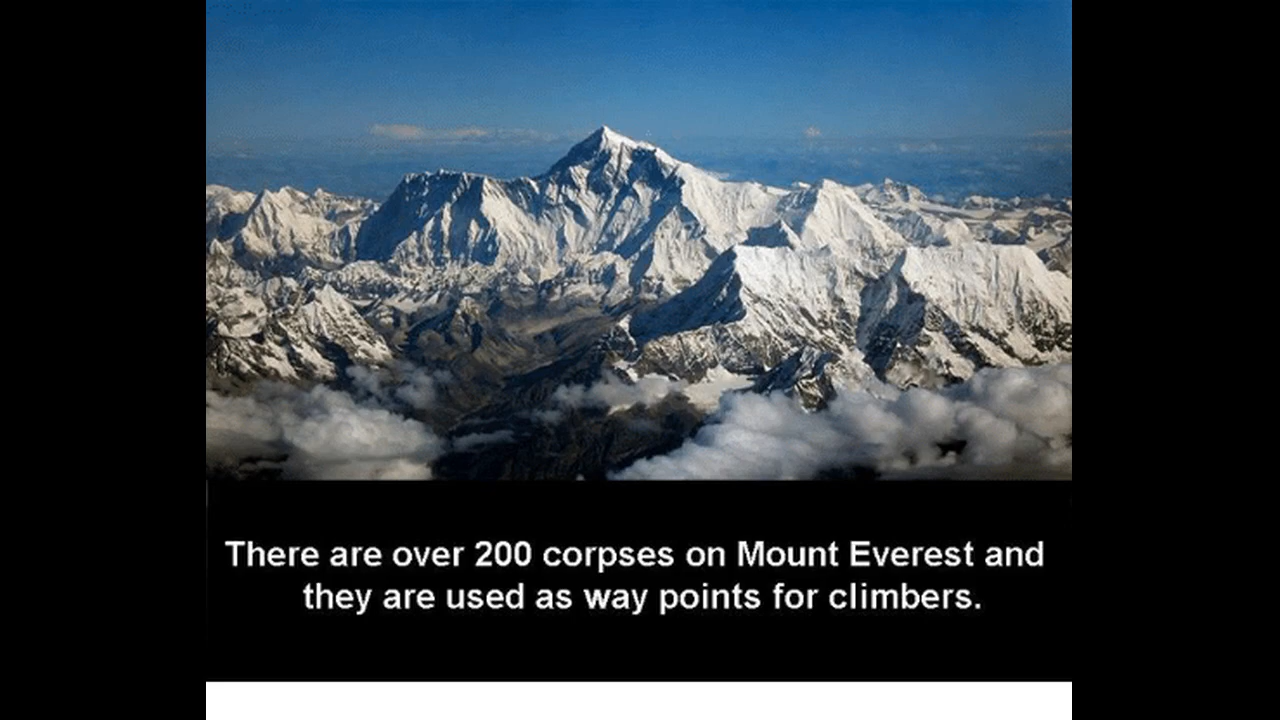 There are over 200 corpses on Mount Everest and
they are used as way points for climbers.